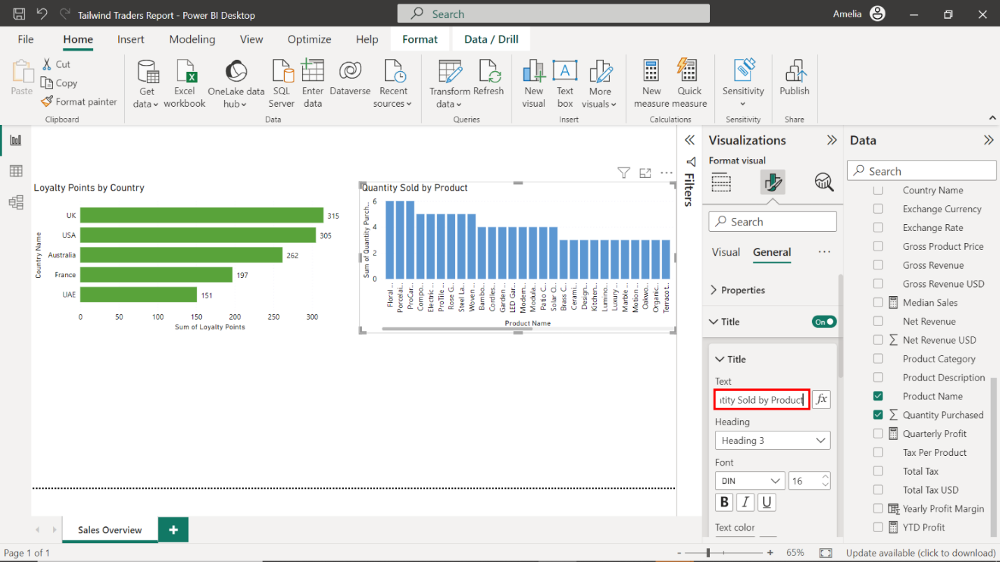 Tailwind Traders Report - Power BI Desktop
Search
Amelia
File
Home
Insert
Modeling
View
Optimize
Help
Format
Data / Drill
Paste
Cut
Copy
Format painter
Clipboard
Get
data
Excel
workbook
OneLake data
hub
SQL
Server
Enter
data
Dataverse
Recent
sources
Data
Transform
data
Refresh
Queries
New
visual
Text
box
More
visuals
Insert
New
measure
Quick
measure
Calculations
Sensitivity
Sensitivity
Publish
Share
Loyalty Points by Country
Country Name
UK
315
USA
305
Australia
262
France
197
UAE
151
0
50
100
150
200
250
300
Sum of Loyalty Points
Quantity Sold by Product
Sum of Quantity Purch...
6
4
2
0
Floral ...
Porcelai...
ProCar...
Compo...
Electric ...
ProTile ...
Rose G...
Steel La...
Woven ...
Bambo...
Cordles...
Garden ...
LED Gar...
Modern...
Modula...
Patio C...
Solar O...
Brass C...
Cerami...
Design...
Kitchen...
Lumino...
Luxury ...
Marble ...
Motion ...
Oakwo...
Organic...
Terracot...
Product Name
Filters
Visualizations
Format visual
Search
Visual
General
...
Properties
Title
On
Title
Text
ntity Sold by Product
fx
Heading
Heading 3
Font
DIN
16
B
I
U
Text color
Data
Search
Country Name
Exchange Currency
Exchange Rate
Gross Product Price
Gross Revenue
Gross Revenue USD
Median Sales
Net Revenue
Net Revenue USD
Product Category
Product Description
Product Name
Quantity Purchased
Quarterly Profit
Tax Per Product
Total Tax
Total Tax USD
Yearly Profit Margin
YTD Profit
Sales Overview
+
Page 1 of 1
-
+
65%
Update available (click to download)